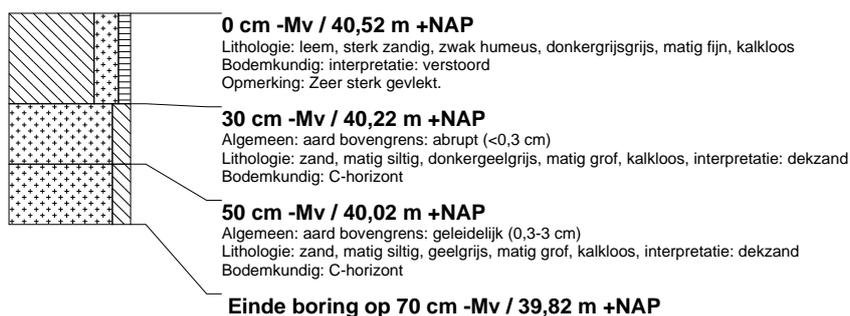 0 cm -Mv / 40,52 m +NAP
Lithologie: leem, sterk zandig, zwak humeus, donkergrijsgrijs, matig fijn, kalkloos
Bodemkundig: interpretatie: verstoord
Opmerking: Zeer sterk gevlekt.
30 cm -Mv / 40,22 m +NAP
Algemeen: aard bovengrens: abrupt (<0,3 cm)
Lithologie: zand, matig siltig, donkergeelgrijs, matig grof, kalkloos, interpretatie: dekzand
Bodemkundig: C-horizont
50 cm -Mv / 40,02 m +NAP
Algemeen: aard bovengrens: geleidelijk (0,3-3 cm)
Lithologie: zand, matig siltig, geelgrijs, matig grof, kalkloos, interpretatie: dekzand
Bodemkundig: C-horizont
Einde boring op 70 cm -Mv / 39,82 m +NAP